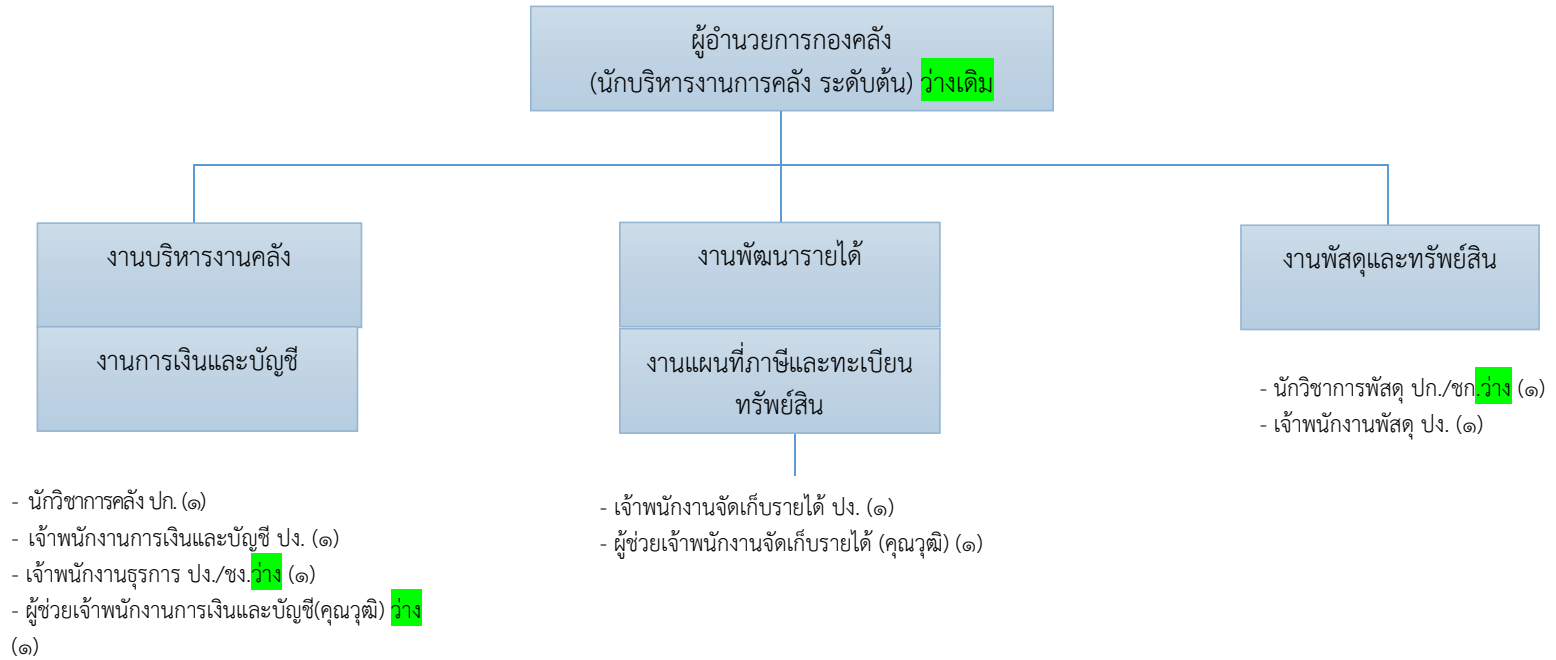 ผู้อำนวยการกองคลัง
(นักบริหารงานการคลัง ระดับต้น) ว่างเดิม
งานบริหารงานคลัง
งานการเงินและบัญชี
- นักวิชาการคลัง ปก. (๑)
- เจ้าพนักงานการเงินและบัญชี ปง. (๑)
- เจ้าพนักงานธุรการ ปง./ชง.ว่าง (๑)
- ผู้ช่วยเจ้าพนักงานการเงินและบัญชี(คุณวุฒิ) ว่าง
(๑)
งานพัฒนารายได้
งานแผนที่ภาษีและทะเบียน
ทรัพย์สิน
- เจ้าพนักงานจัดเก็บรายได้ ปง. (๑)
- ผู้ช่วยเจ้าพนักงานจัดเก็บรายได้ (คุณวุฒิ) (๑)
งานพัสดุและทรัพย์สิน
- นักวิชาการพัสดุ ปก./ชก.ว่าง (๑)
- เจ้าพนักงานพัสดุ ปง. (๑)